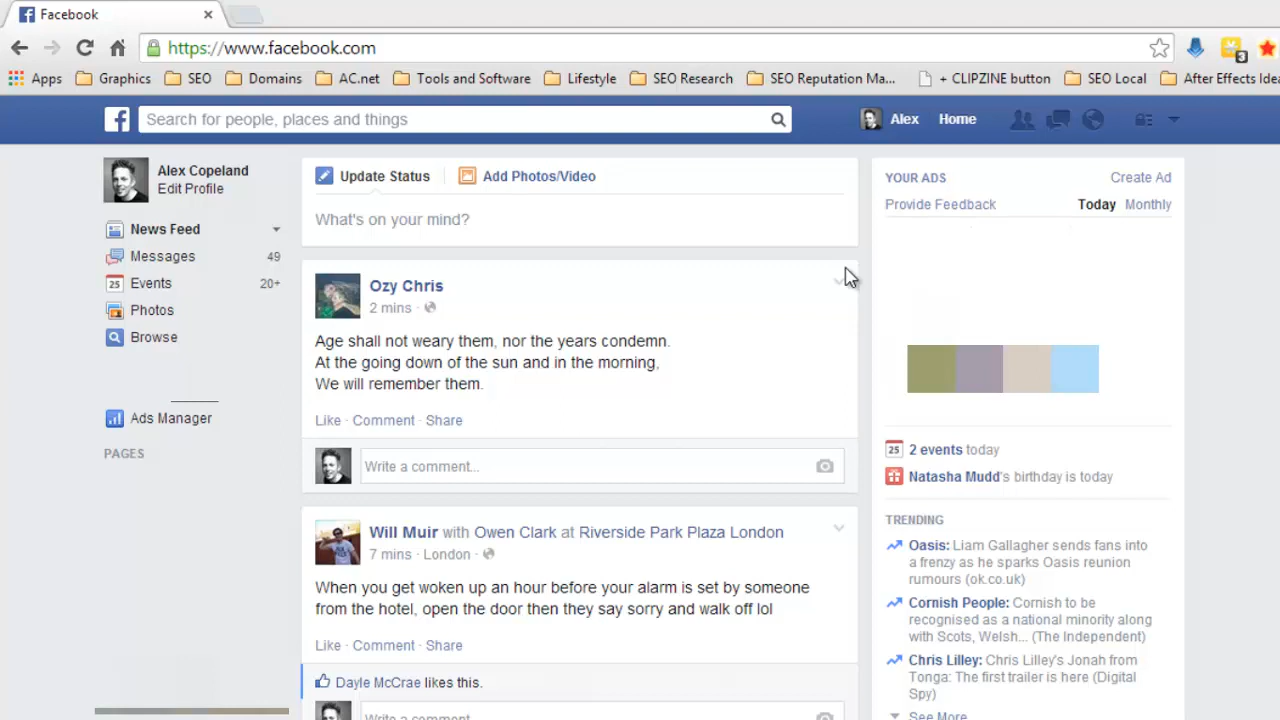 Facebook
https://www.facebook.com
3
Apps Graphics SEO Domains AC.net Tools and Software Lifestyle SEO Research SEO Reputation Ma... + CLIPZINE button SEO Local After Effects Idea
Search for people, places and things
Alex Home
Alex Copeland
Edit Profile
News Feed
Messages 49
25 Events 20+
Photos
Browse
Ads Manager
PAGES
Update Status Add Photos/Video
What's on your mind?
Ozy Chris
2 mins ·
Age shall not weary them, nor the years condemn.
At the going down of the sun and in the morning,
We will remember them.
Like · Comment · Share
Write a comment...
Will Muir with Owen Clark at Riverside Park Plaza London
7 mins · London ·
When you get woken up an hour before your alarm is set by someone
from the hotel, open the door then they say sorry and walk off lol
Like · Comment · Share
Dayle McCrae likes this.
Write a comment...
YOUR ADS Create Ad
Provide Feedback Today Monthly
25 2 events today
Natasha Mudd's birthday is today
TRENDING
Oasis: Liam Gallagher sends fans into
a frenzy as he sparks Oasis reunion
rumours (ok.co.uk)
Cornish People: Cornish to be
recognised as a national minority along
with Scots, Welsh... (The Independent)
Chris Lilley: Chris Lilley's Jonah from
Tonga: The first trailer is here (Digital
Spy)
See More